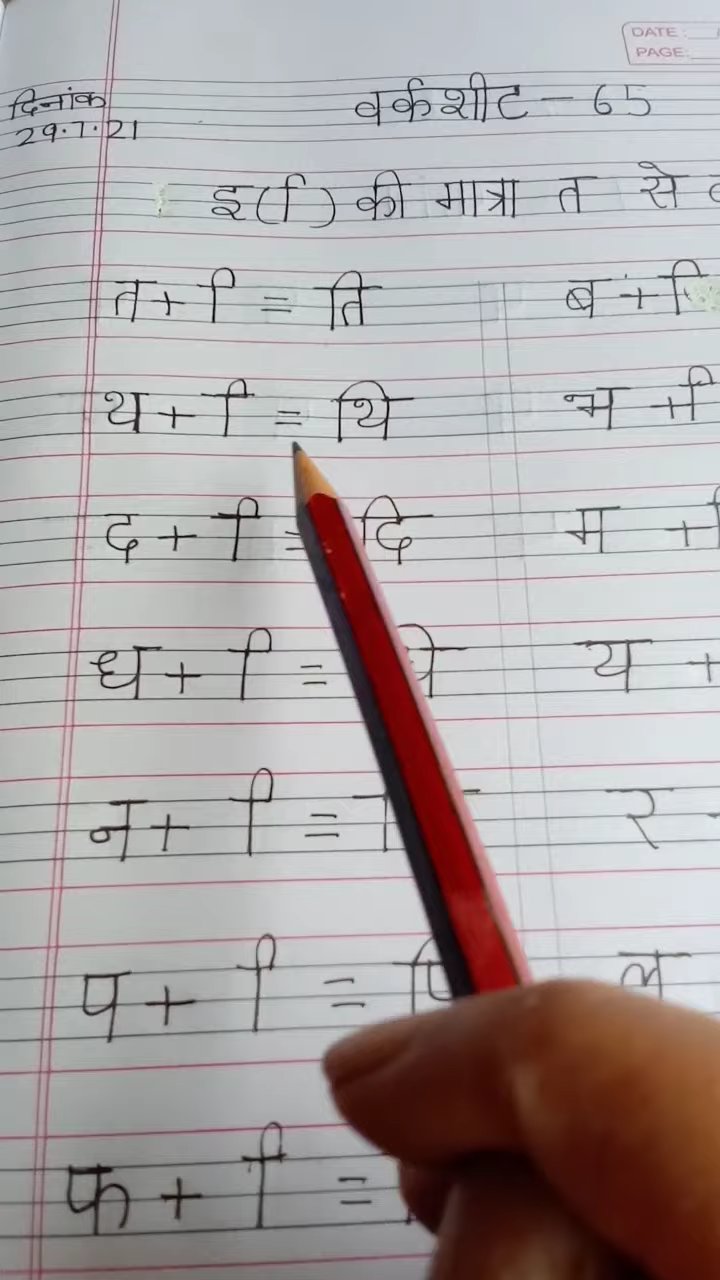 DATE:
PAGE:
दिनांक
29.7.21
वर्कशीट - 65
इ(ि) की मात्रा त से
त + ि = ति
ब + ि
थ + ि = थि
भ + ि
द + ि = दि
म +
ध + ि =
य +
न + ि =
र
प + ि = पि
ल
फ + ि =